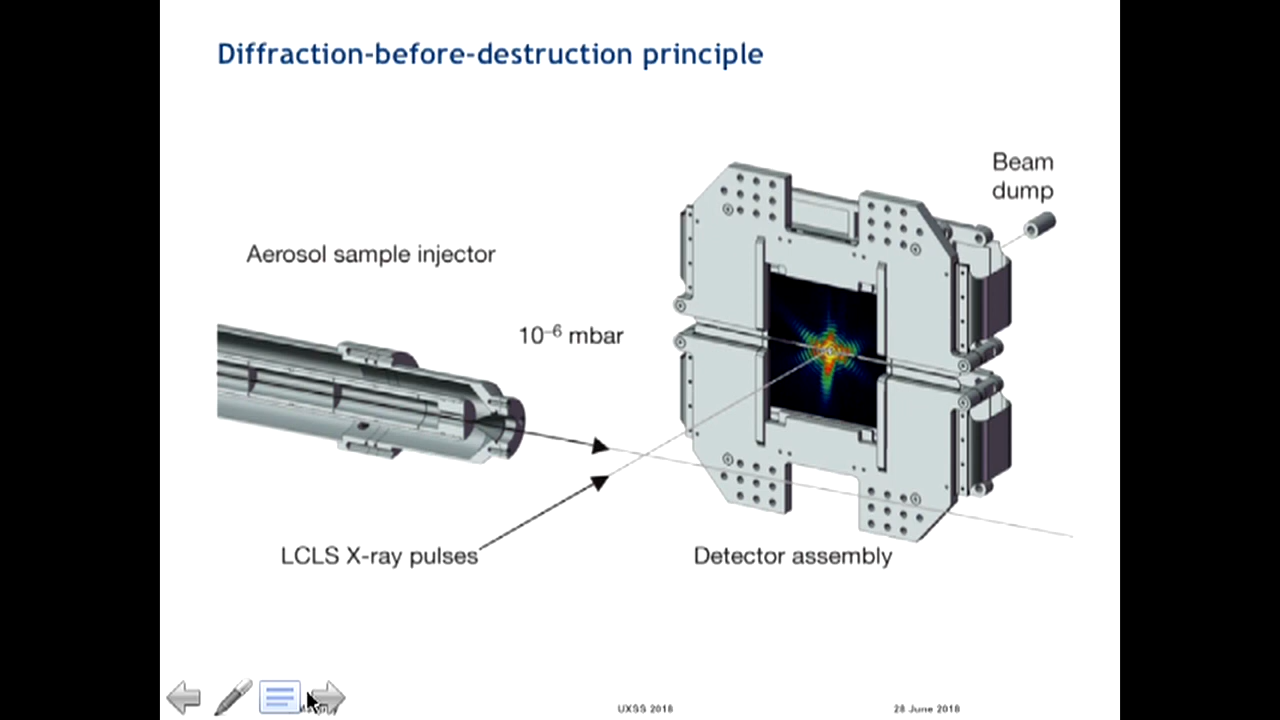 Diffraction-before-destruction principle
Beam
dump
Aerosol sample injector
10⁻⁶ mbar
LCLS X-ray pulses
Detector assembly
UXSS 2018
28 June 2018